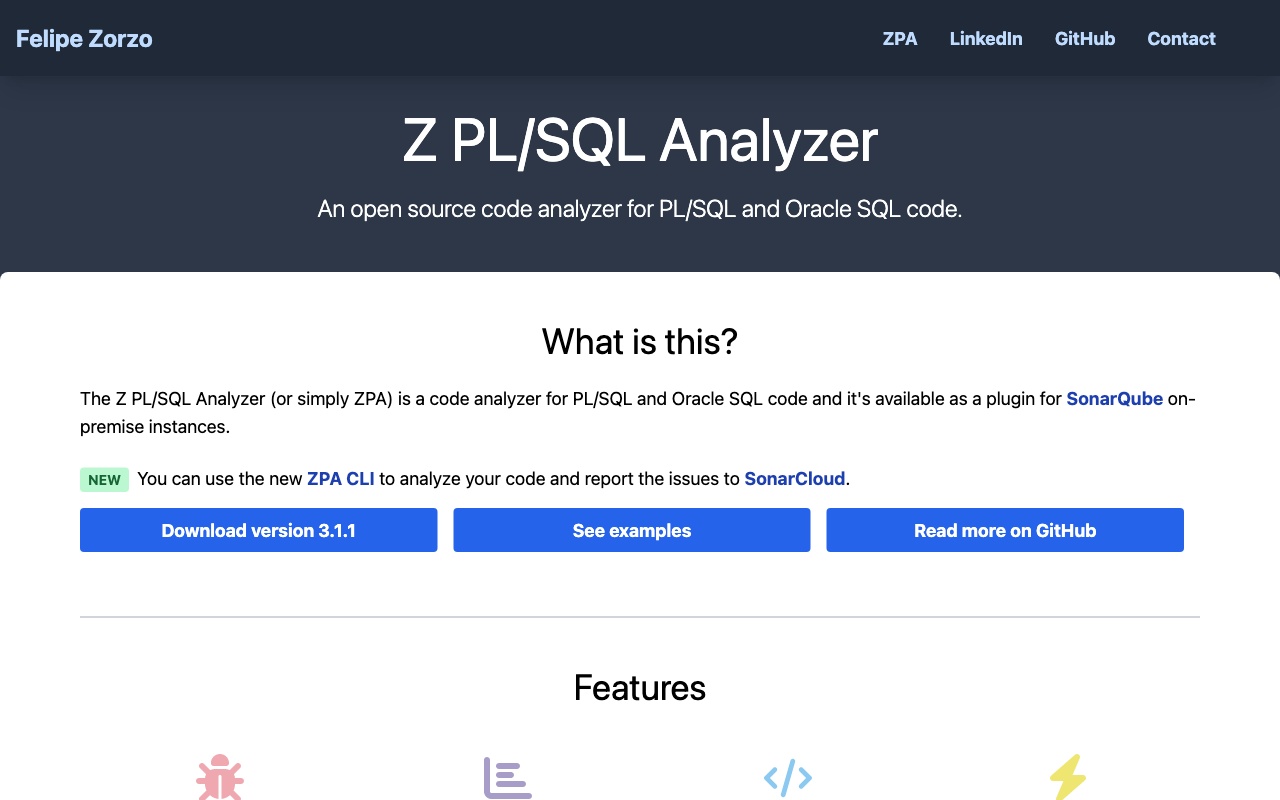 Felipe Zorzo
ZPA LinkedIn GitHub Contact
Z PL/SQL Analyzer
An open source code analyzer for PL/SQL and Oracle SQL code.
What is this?
The Z PL/SQL Analyzer (or simply ZPA) is a code analyzer for PL/SQL and Oracle SQL code and it's available as a plugin for SonarQube on-
premise instances.
NEW You can use the new ZPA CLI to analyze your code and report the issues to SonarCloud.
Download version 3.1.1
See examples
Read more on GitHub
Features